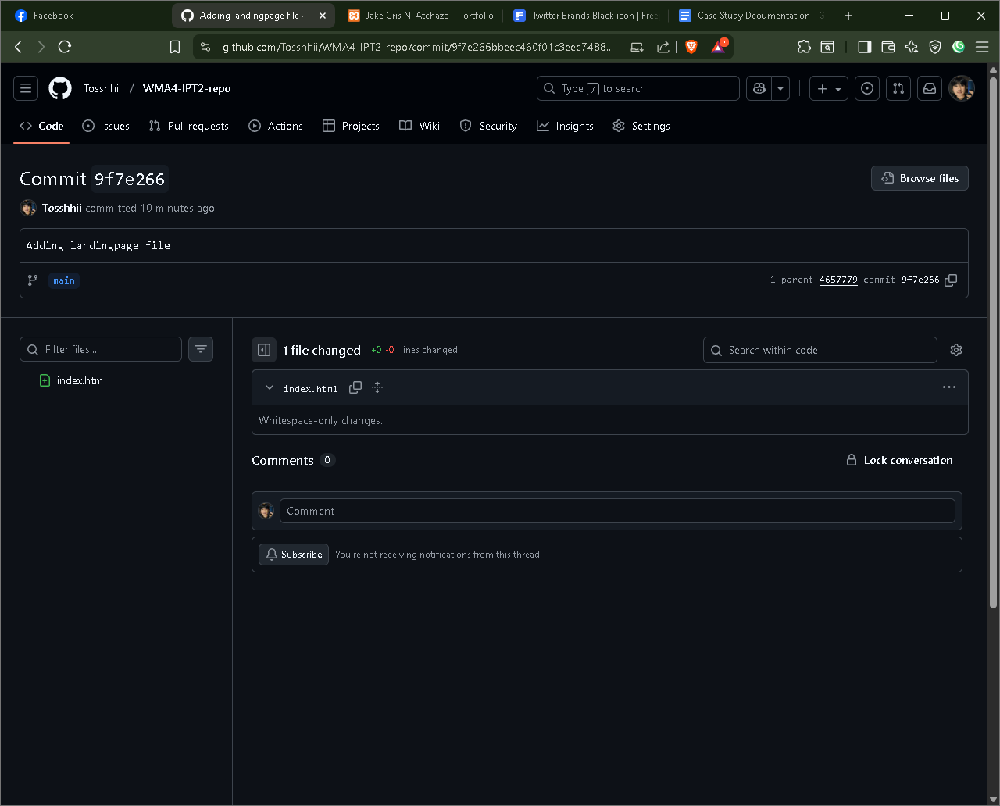 Facebook
Adding landingpage file ·
Jake Cris N. Atchazo - Portfolio
Twitter Brands Black icon | Free
Case Study Dcoumentation - G
github.com/Tosshhii/WMA4-IPT2-repo/commit/9f7e266bbeec460f01c3eee7488...
1
Tosshhii / WMA4-IPT2-repo
Type / to search
Code
Issues
Pull requests
Actions
Projects
Wiki
Security
Insights
Settings
Commit 9f7e266
Browse files
Tosshhii committed 10 minutes ago
Adding landingpage file
main
1 parent 4657779 commit 9f7e266
Filter files...
index.html
1 file changed +0 -0 lines changed
Search within code
index.html
Whitespace-only changes.
Comments 0
Lock conversation
Comment
Subscribe You're not receiving notifications from this thread.